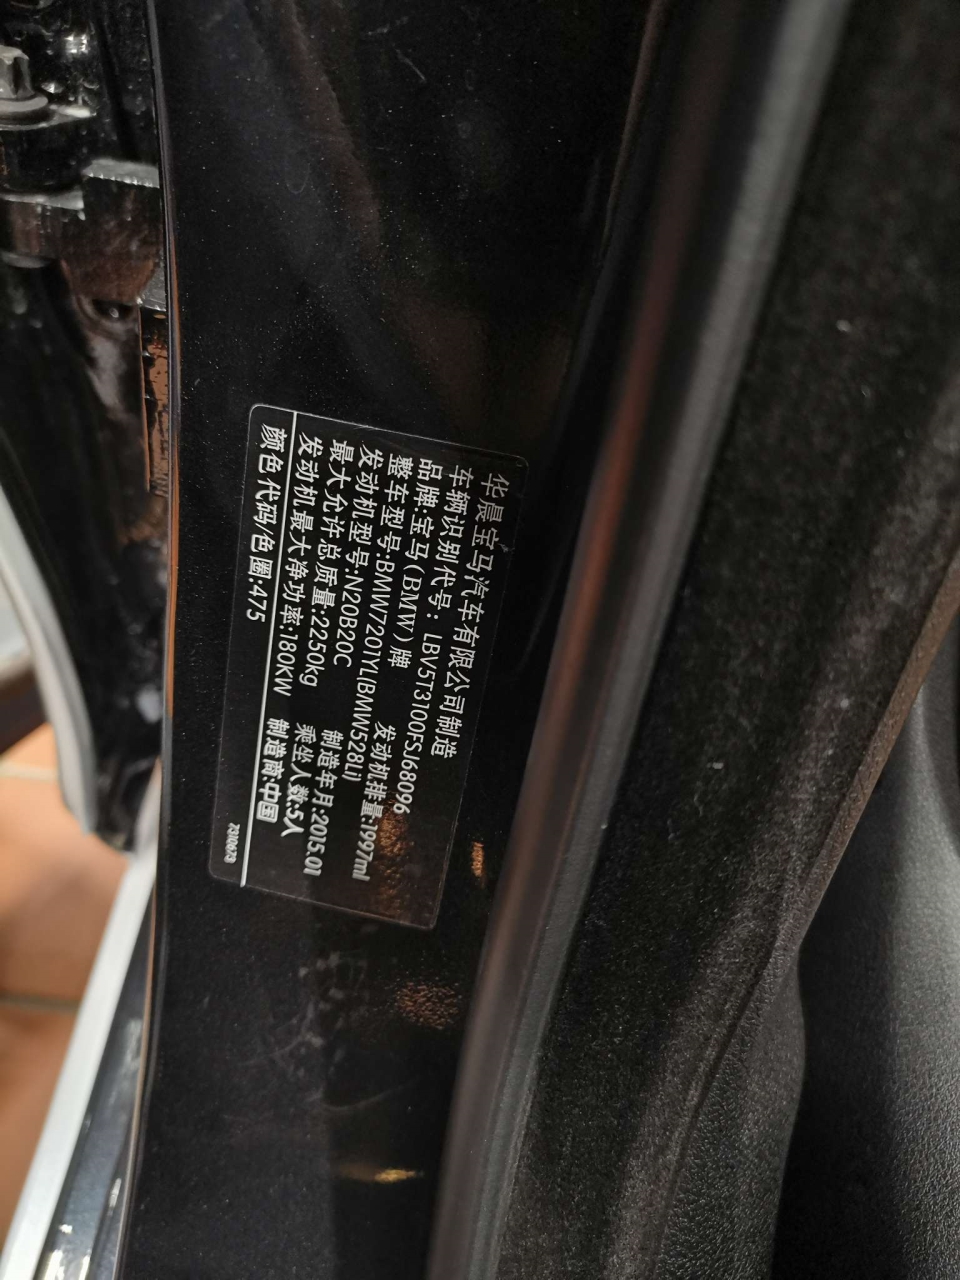 华晨宝马汽车有限公司制造
车辆识别代号：LBV5T3100FSJ68096
品牌:宝马(BMW)牌
整车型号:BMW7201YL(BMW528Li) 发动机排量:1997ml
发动机型号:N20B20C 制造年月:2015.01
最大允许总质量:2250kg 乘坐人数:5人
发动机最大净功率:180KW 制造商:中国
颜色代码/色圈:475
7310673